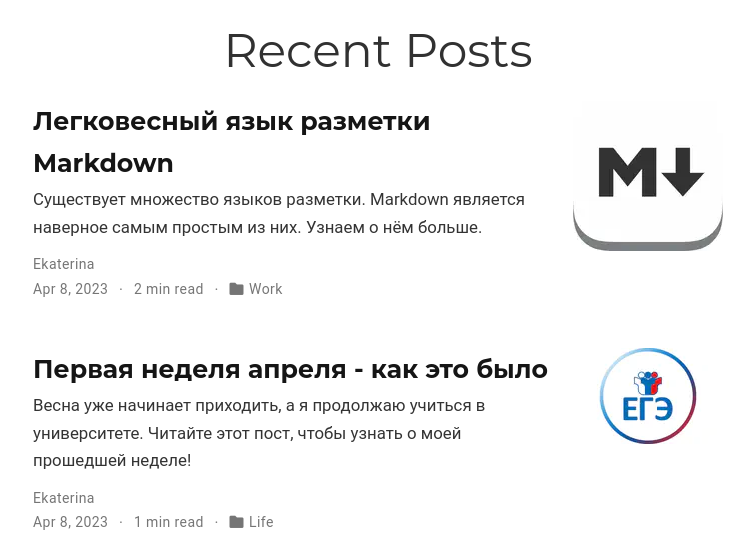 Recent Posts
Легковесный язык разметки
Markdown
Существует множество языков разметки. Markdown является
наверное самым простым из них. Узнаем о нём больше.
Ekaterina
Apr 8, 2023 · 2 min read · Work
M
Первая неделя апреля - как это было
Весна уже начинает приходить, а я продолжаю учиться в
университете. Читайте этот пост, чтобы узнать о моей
прошедшей неделе!
Ekaterina
Apr 8, 2023 · 1 min read · Life
ЕГЭ